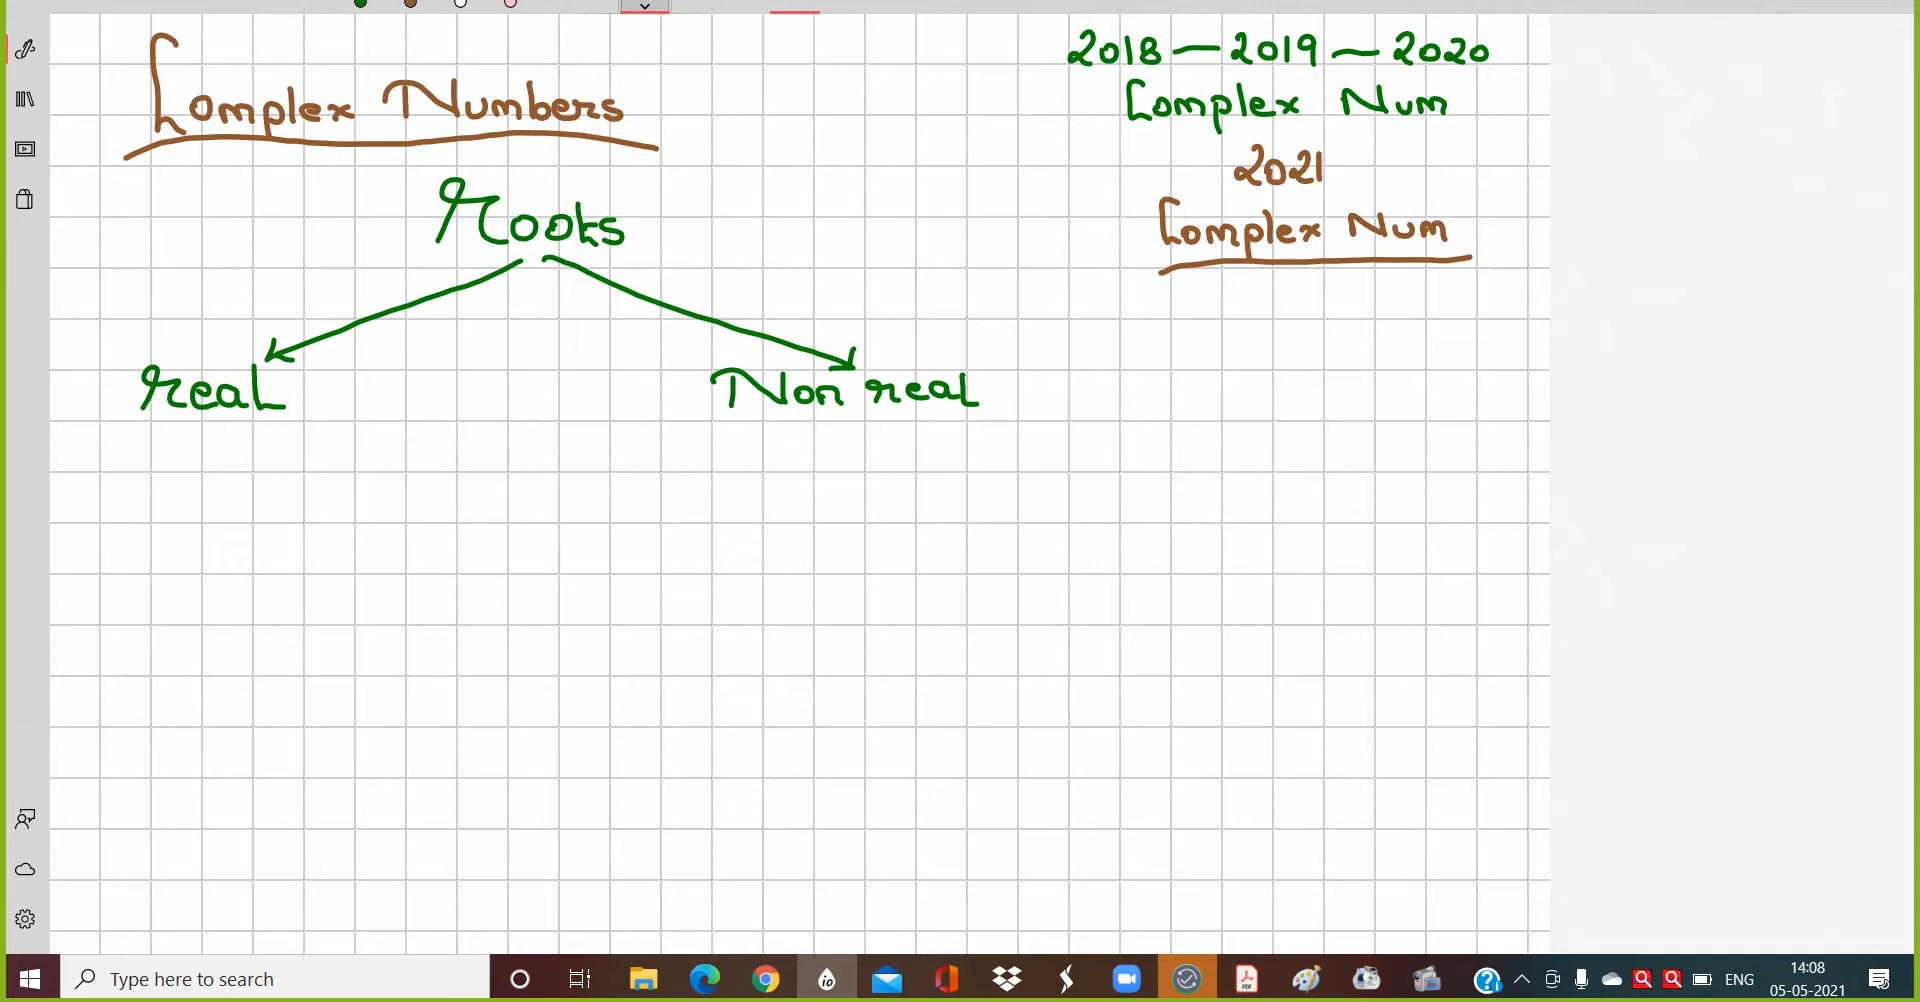 Complex Numbers
Roots
real
Non real
2018 — 2019 — 2020
Complex Num
2021
Complex Num
Type here to search
ENG
14:08
05-05-2021